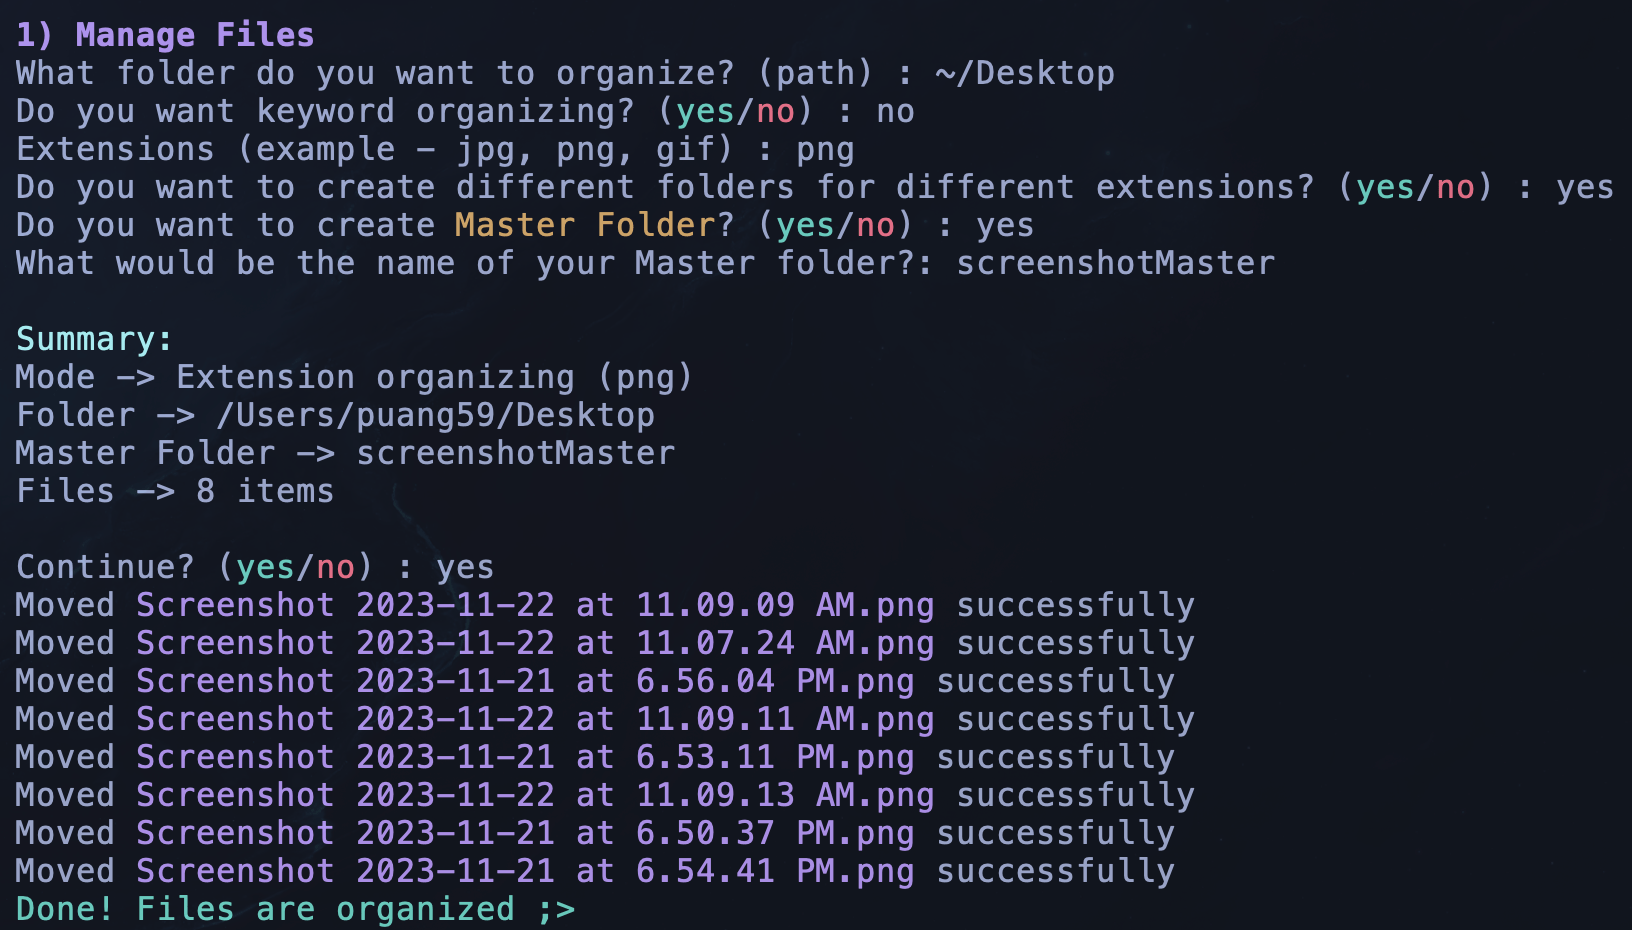 1) Manage Files
What folder do you want to organize? (path) : ~/Desktop
Do you want keyword organizing? (yes/no) : no
Extensions (example - jpg, png, gif) : png
Do you want to create different folders for different extensions? (yes/no) : yes
Do you want to create Master Folder? (yes/no) : yes
What would be the name of your Master folder?: screenshotMaster

Summary:
Mode -> Extension organizing (png)
Folder -> /Users/puang59/Desktop
Master Folder -> screenshotMaster
Files -> 8 items

Continue? (yes/no) : yes
Moved Screenshot 2023-11-22 at 11.09.09 AM.png successfully
Moved Screenshot 2023-11-22 at 11.07.24 AM.png successfully
Moved Screenshot 2023-11-21 at 6.56.04 PM.png successfully
Moved Screenshot 2023-11-22 at 11.09.11 AM.png successfully
Moved Screenshot 2023-11-21 at 6.53.11 PM.png successfully
Moved Screenshot 2023-11-22 at 11.09.13 AM.png successfully
Moved Screenshot 2023-11-21 at 6.50.37 PM.png successfully
Moved Screenshot 2023-11-21 at 6.54.41 PM.png successfully
Done! Files are organized ;>